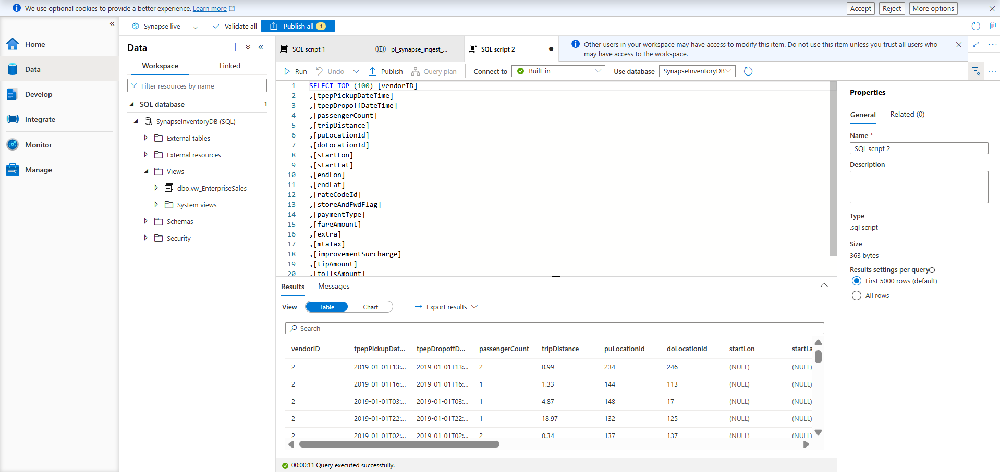 We use optional cookies to provide a better experience. Learn more
Accept
Reject
More options
Synapse live
Validate all
Publish all 1
Home
Data
Develop
Integrate
Monitor
Manage
Data
Workspace
Linked
Filter resources by name
SQL database 1
SynapseInventoryDB (SQL)
External tables
External resources
Views
dbo.vw_EnterpriseSales
System views
Schemas
Security
SQL script 1
pl_synapse_ingest_...
SQL script 2
Other users in your workspace may have access to modify this item. Do not use this item unless you trust all users who
may have access to the workspace.
Run
Undo
Publish
Query plan
Connect to
Built-in
Use database
SynapseInventoryDB
1 SELECT TOP (100) [vendorID]
2 ,[tpepPickupDateTime]
3 ,[tpepDropoffDateTime]
4 ,[passengerCount]
5 ,[tripDistance]
6 ,[puLocationId]
7 ,[doLocationId]
8 ,[startLon]
9 ,[startLat]
10 ,[endLon]
11 ,[endLat]
12 ,[rateCodeId]
13 ,[storeAndFwdFlag]
14 ,[paymentType]
15 ,[fareAmount]
16 ,[extra]
17 ,[mtaTax]
18 ,[improvementSurcharge]
19 ,[tipAmount]
20 ,[tollsAmount]
Results
Messages
View
Table
Chart
Export results
Search
vendorID tpepPickupDat... tpepDropoffD... passengerCount tripDistance puLocationId doLocationId startLon startLa
2 2019-01-01T13:... 2019-01-01T13:... 2 0.99 234 246 (NULL) (NULL)
2 2019-01-01T16:... 2019-01-01T16:... 1 1.33 144 113 (NULL) (NULL)
2 2019-01-01T03:... 2019-01-01T03:... 1 4.87 148 17 (NULL) (NULL)
2 2019-01-01T22:... 2019-01-01T22:... 1 18.97 132 125 (NULL) (NULL)
2 2019-01-01T02:... 2019-01-01T02:... 2 0.34 137 137 (NULL) (NULL)
00:00:11 Query executed successfully.
Properties
General
Related (0)
Name *
SQL script 2
Description
Type
.sql script
Size
363 bytes
Results settings per query
First 5000 rows (default)
All rows